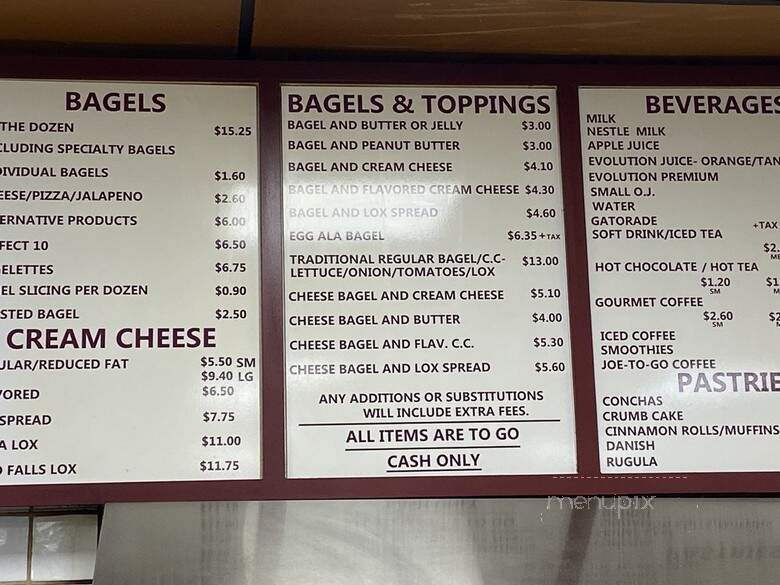 BAGELS
THE DOZEN $15.25
CLUDING SPECIALTY BAGELS
IVIDUAL BAGELS $1.60
EESE/PIZZA/JALAPENO $2.60
ERNATIVE PRODUCTS $6.00
FECT 10 $6.50
ELETTES $6.75
EL SLICING PER DOZEN $0.90
STED BAGEL $2.50
CREAM CHEESE
ULAR/REDUCED FAT $5.50 SM
$9.40 LG
ORED $6.50
SPREAD $7.75
A LOX $11.00
O FALLS LOX $11.75
BAGELS & TOPPINGS
BAGEL AND BUTTER OR JELLY $3.00
BAGEL AND PEANUT BUTTER $3.00
BAGEL AND CREAM CHEESE $4.10
BAGEL AND FLAVORED CREAM CHEESE $4.30
BAGEL AND LOX SPREAD $4.60
EGG ALA BAGEL $6.35 +TAX
TRADITIONAL REGULAR BAGEL/C.C- $13.00
LETTUCE/ONION/TOMATOES/LOX
CHEESE BAGEL AND CREAM CHEESE $5.10
CHEESE BAGEL AND BUTTER $4.00
CHEESE BAGEL AND FLAV. C.C. $5.30
CHEESE BAGEL AND LOX SPREAD $5.60
ANY ADDITIONS OR SUBSTITUTIONS
WILL INCLUDE EXTRA FEES.
ALL ITEMS ARE TO GO
CASH ONLY
BEVERAGES
MILK
NESTLE MILK
APPLE JUICE
EVOLUTION JUICE- ORANGE/TAN
EVOLUTION PREMIUM
SMALL O.J.
WATER
GATORADE +TAX
SOFT DRINK/ICED TEA
$2.
ME
HOT CHOCOLATE / HOT TEA
$1.20 $1
SM M
GOURMET COFFEE
$2.60 $2
SM
ICED COFFEE
SMOOTHIES
JOE-TO-GO COFFEE
PASTRIE
CONCHAS
CRUMB CAKE
CINNAMON ROLLS/MUFFINS
DANISH
RUGULA
menupix